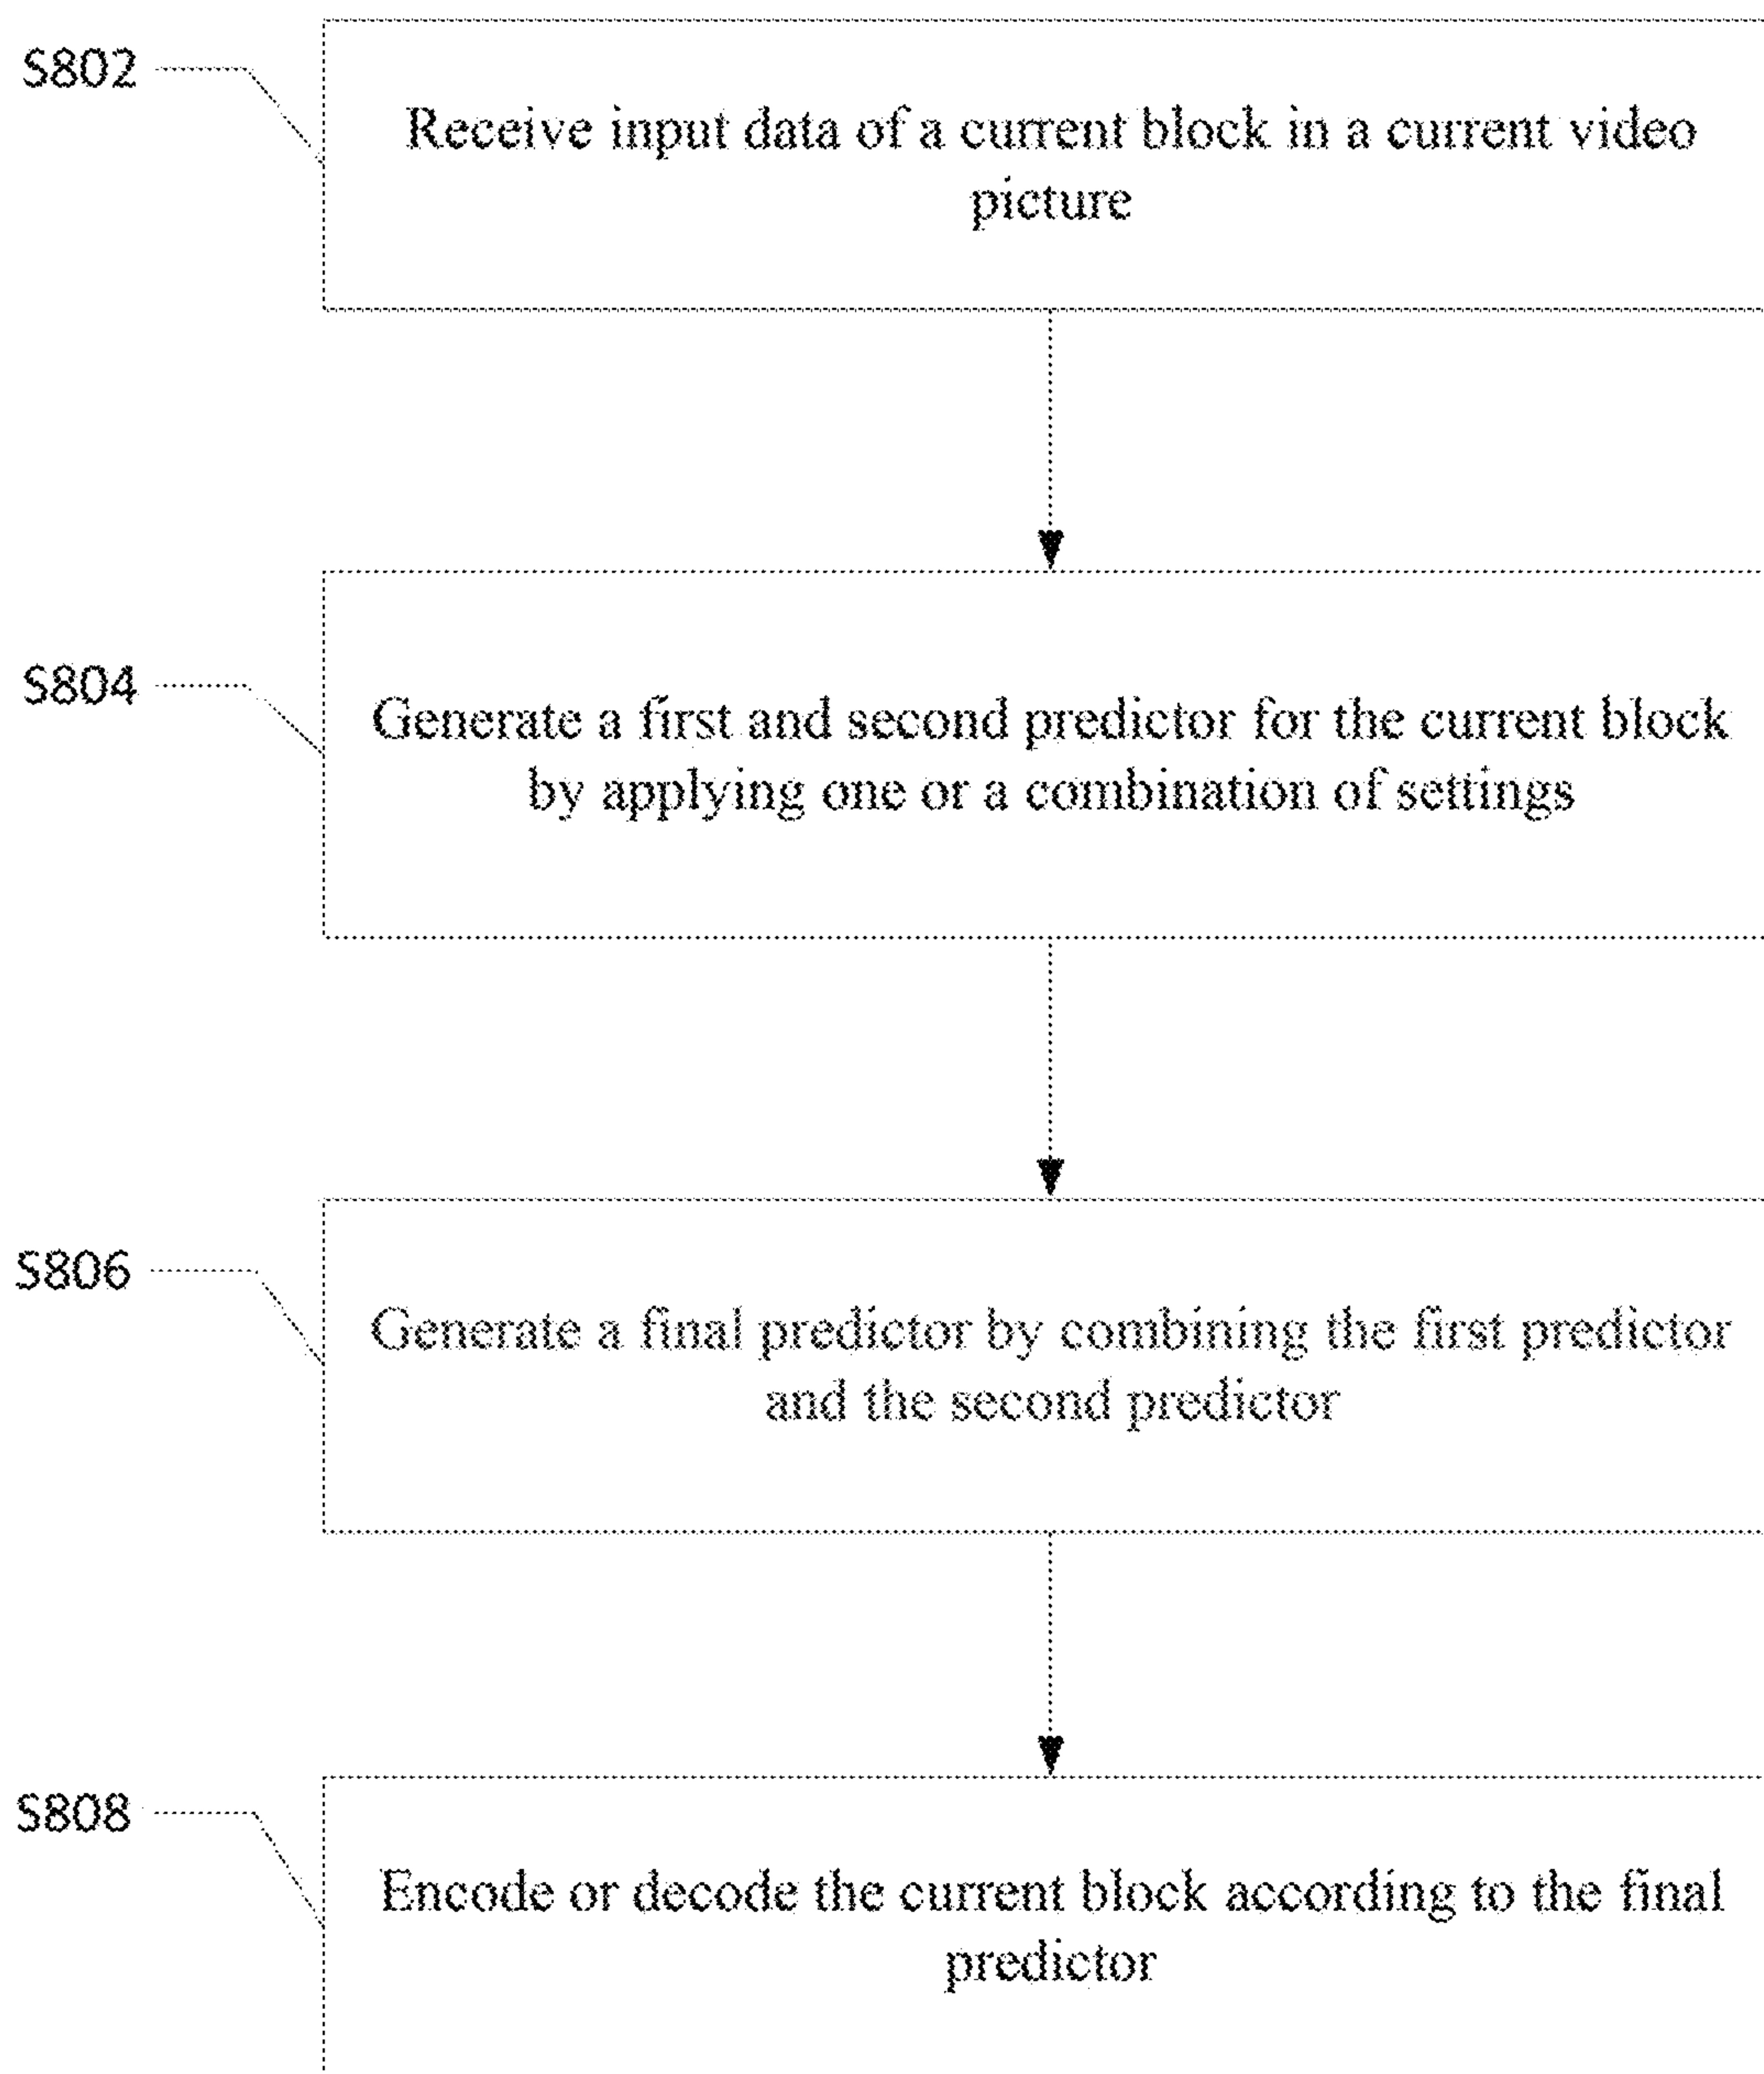 S802
Receive input data of a current block in a current video
picture
S804
Generate a first and second predictor for the current block
by applying one or a combination of settings
S806
Generate a final predictor by combining the first predictor
and the second predictor
S808
Encode or decode the current block according to the final
predictor